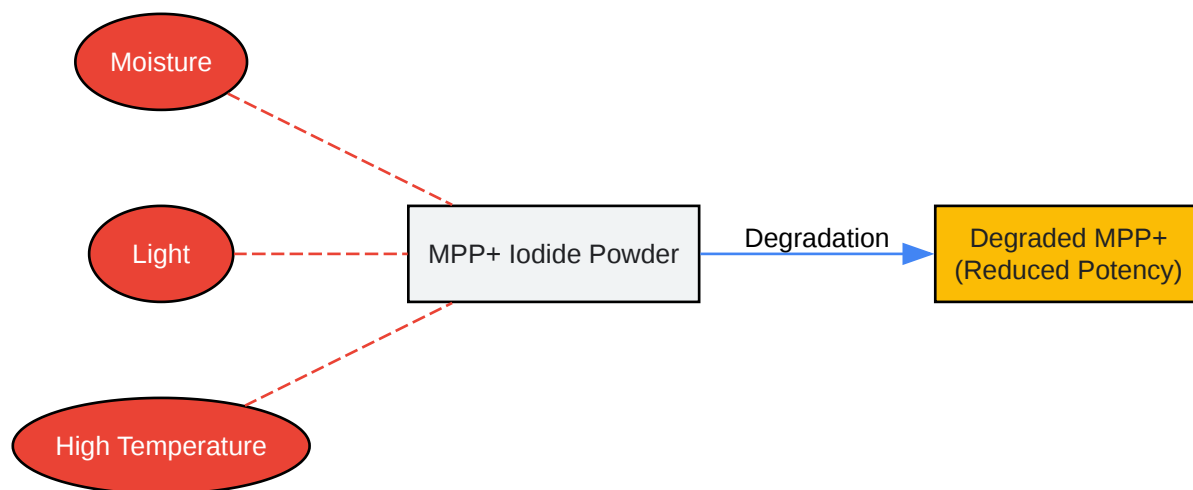 Moisture
Light
MPP+ Iodide Powder
Degradation
Degraded MPP+
(Reduced Potency)
High Temperature